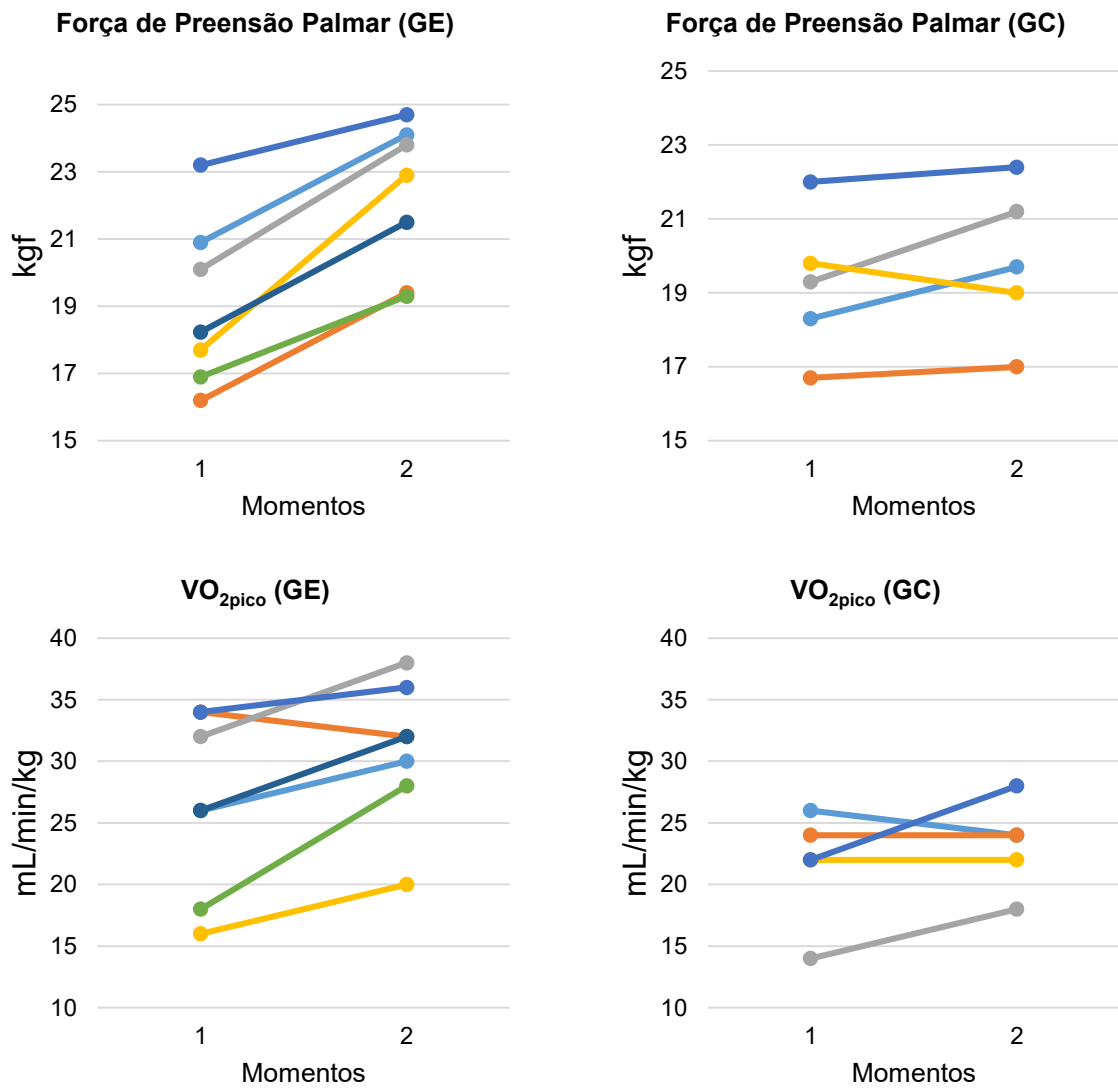 Força de Preensão Palmar (GE)
25
23
21
19
17
15
kgf
1
2
Momentos
Força de Preensão Palmar (GC)
25
23
21
19
17
15
kgf
1
2
Momentos
VO2pico (GE)
40
35
30
25
20
15
10
mL/min/kg
1
2
Momentos
VO2pico (GC)
40
35
30
25
20
15
10
mL/min/kg
1
2
Momentos